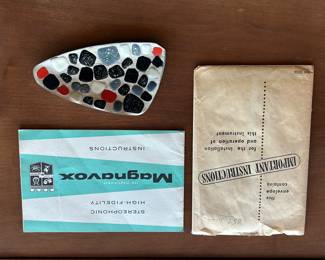 STEREOPHONIC
HIGH-FIDELITY
Magnavox
INSTRUCTIONS
This
envelope
contains
IMPORTANT INSTRUCTIONS
for the installation
and operation of
this instrument